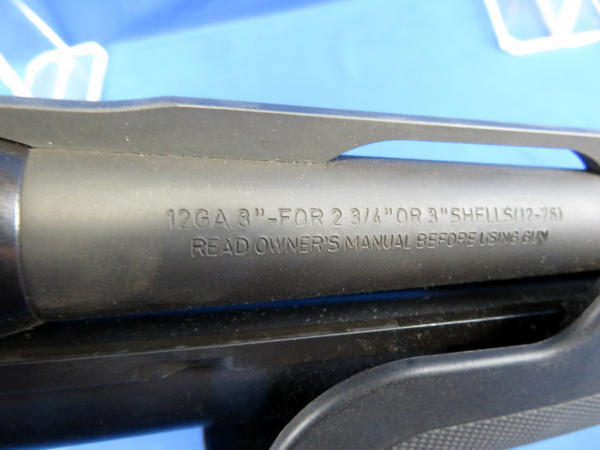 12GA.3"-FOR 2 3/4" OR 3" SHELLS(12-76)
READ OWNER'S MANUAL BEFORE USING GUN